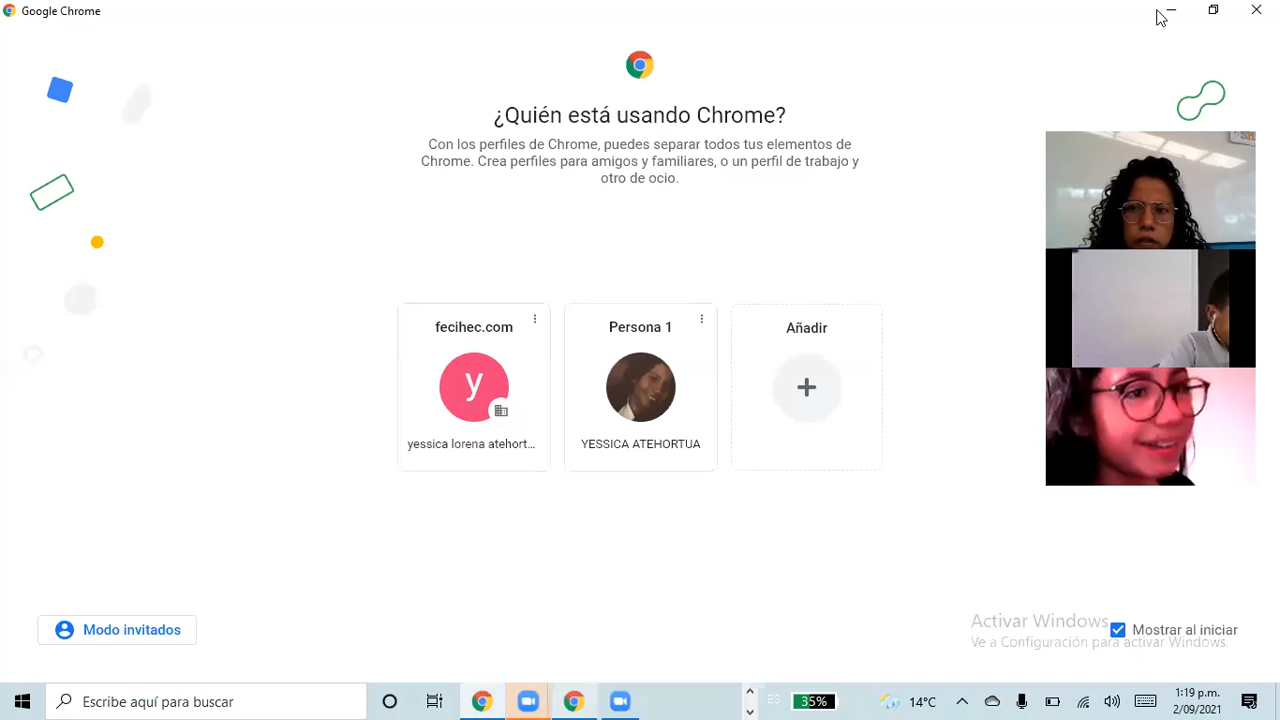 Google Chrome
¿Quién está usando Chrome?
Con los perfiles de Chrome, puedes separar todos tus elementos de
Chrome. Crea perfiles para amigos y familiares, o un perfil de trabajo y
otro de ocio.
fecihec.com
Persona 1
Añadir
y
yessica lorena atehort...
YESSICA ATEHORTUA
Modo invitados
Activar Windows
Mostrar al iniciar
Ve a Configuración para activar Windows.
Escribe aquí para buscar
ES
35%
14°C
1:19 p.m.
2/09/2021